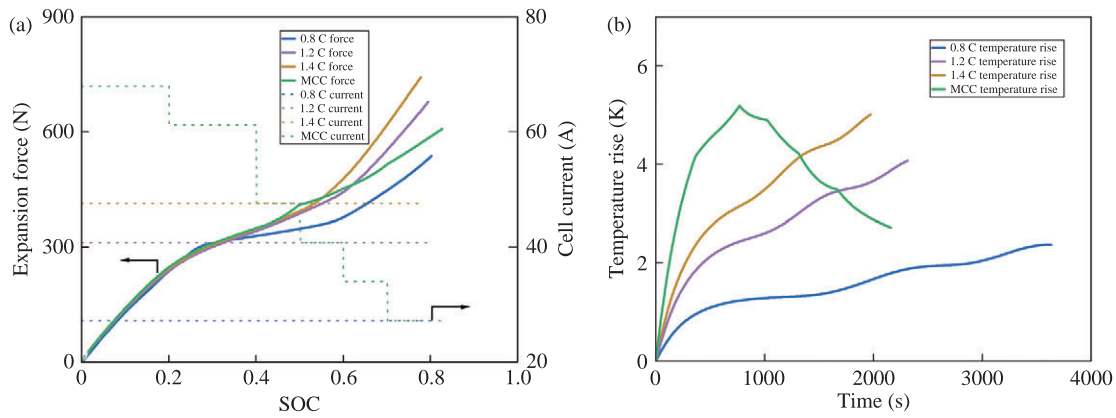 (a)
900
600
300
0
Expansion force (N)
0.8 C force
1.2 C force
1.4 C force
MCC force
0.8 C current
1.2 C current
1.4 C current
MCC current
80
60
40
20
Cell current (A)
0 0.2 0.4 0.6 0.8 1.0
SOC
(b)
6
4
2
0
Temperature rise (K)
0.8 C temperature rise
1.2 C temperature rise
1.4 C temperature rise
MCC temperature rise
0 1000 2000 3000 4000
Time (s)